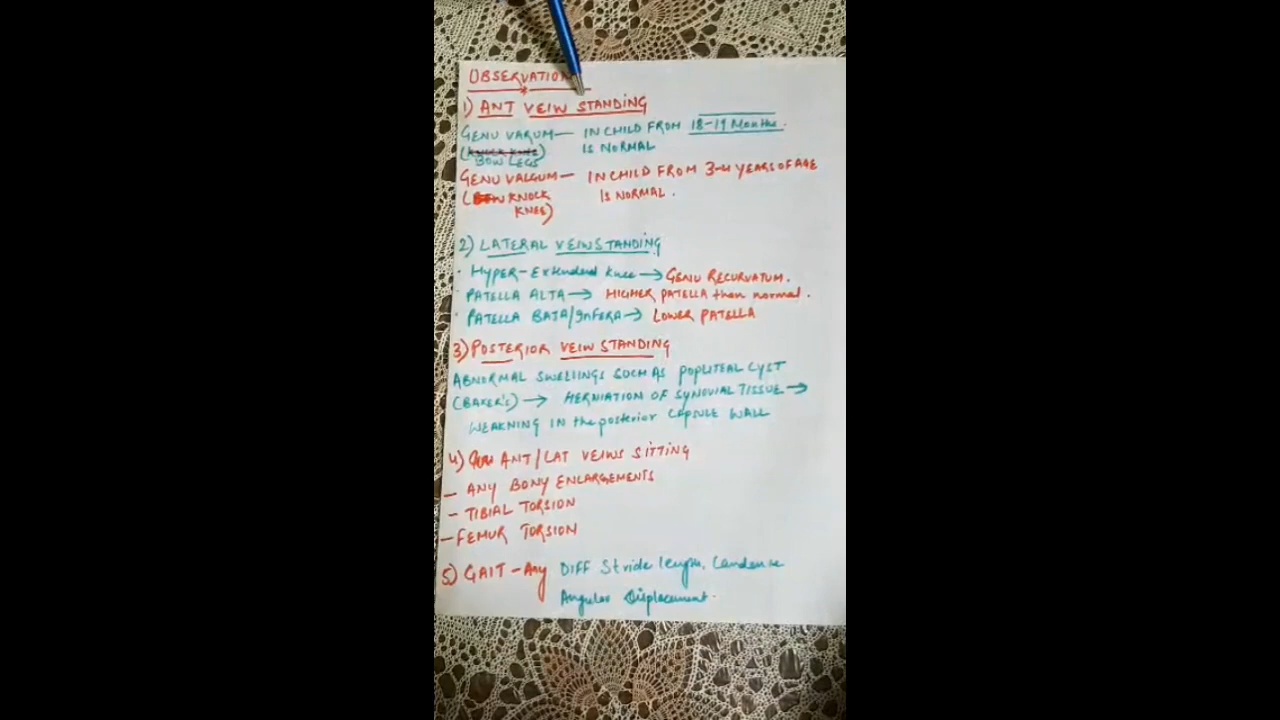 OBSERVATION
1) ANT VEIW STANDING
GENU VARUM — IN CHILD FROM 18-19 Months.
(KNOCK KNEE) IS NORMAL
BOW LEGS
GENU VALGUM — IN CHILD FROM 3-4 YEARS OF AGE
(BOW KNOCK IS NORMAL.
KNEE)
2) LATERAL VEIW STANDING
· HYPER-Extended Knee → GENU RECURVATUM.
· PATELLA ALTA → HIGHER PATELLA than normal.
· PATELLA BAJA/INFERA → LOWER PATELLA
3) POSTERIOR VEIW STANDING
ABNORMAL SWELLINGS SUCH AS POPLITEAL CYST
(BAKER'S) → HERNIATION OF SYNOVIAL TISSUE →
WEAKNING IN the posterior CAPSULE WALL
4) ANT/LAT VEIWS SITTING
— ANY BONY ENLARGEMENTS
— TIBIAL TORSION
— FEMUR TORSION
5) GAIT — Any DIFF Stride length,
Angular Displacement.